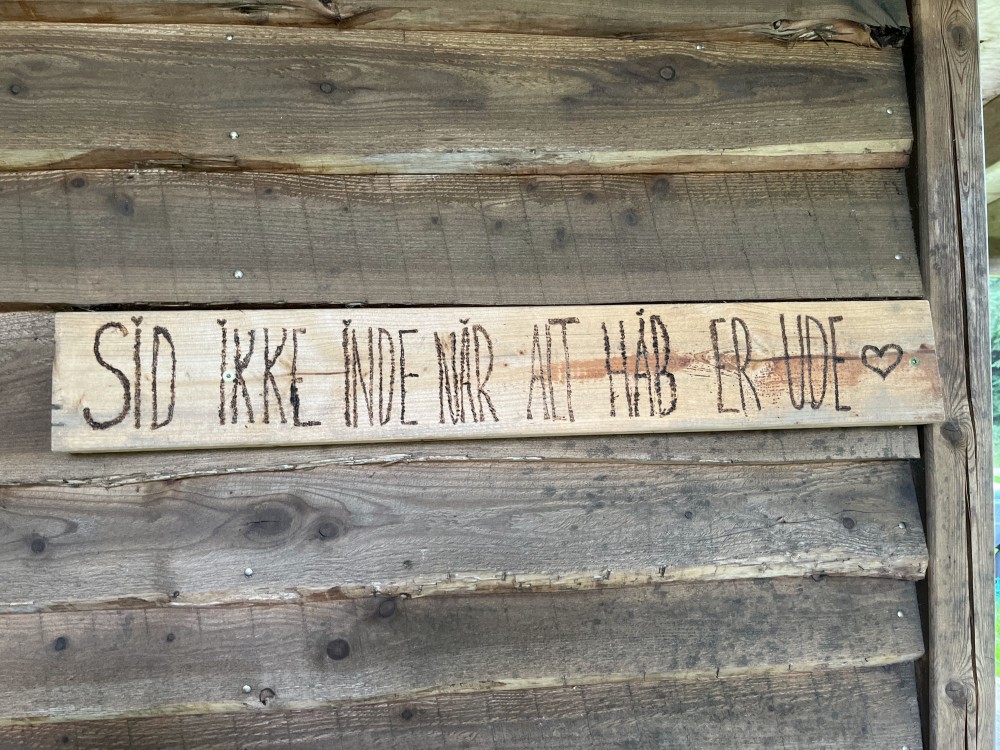 SID IKKE INDE NÅR ALT HÅB ER UDE ♡